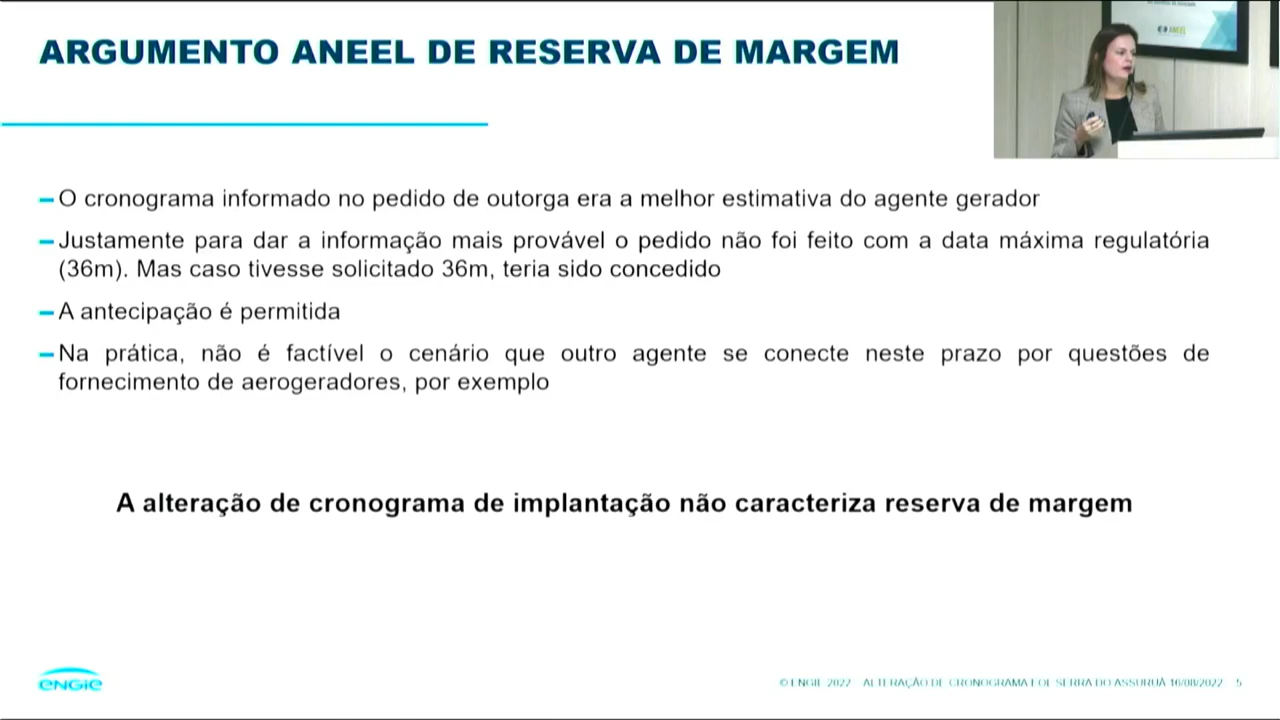 ARGUMENTO ANEEL DE RESERVA DE MARGEM
ANEEL
O cronograma informado no pedido de outorga era a melhor estimativa do agente gerador
Justamente para dar a informação mais provável o pedido não foi feito com a data máxima regulatória
(36m). Mas caso tivesse solicitado 36m, teria sido concedido
A antecipação é permitida
Na prática, não é factível o cenário que outro agente se conecte neste prazo por questões de
fornecimento de aerogeradores, por exemplo
A alteração de cronograma de implantação não caracteriza reserva de margem
ENGIE
© ENGIE 2022 ALTERAÇÃO DE CRONOGRAMA EOL SERRA DO ASSURUÁ 16/08/2022 5